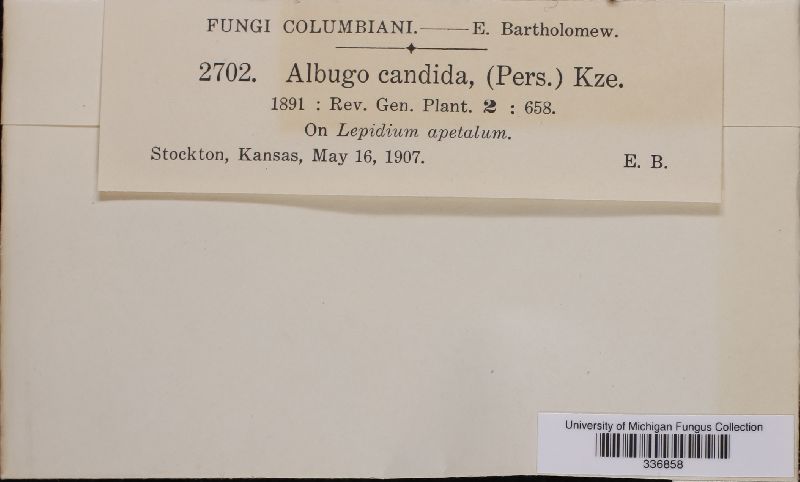 FUNGI COLUMBIANI.——E. Bartholomew.
2702. Albugo candida, (Pers.) Kze.
1891 : Rev. Gen. Plant. 2 : 658.
On Lepidium apetalum.
Stockton, Kansas, May 16, 1907. E. B.
University of Michigan Fungus Collection
336858